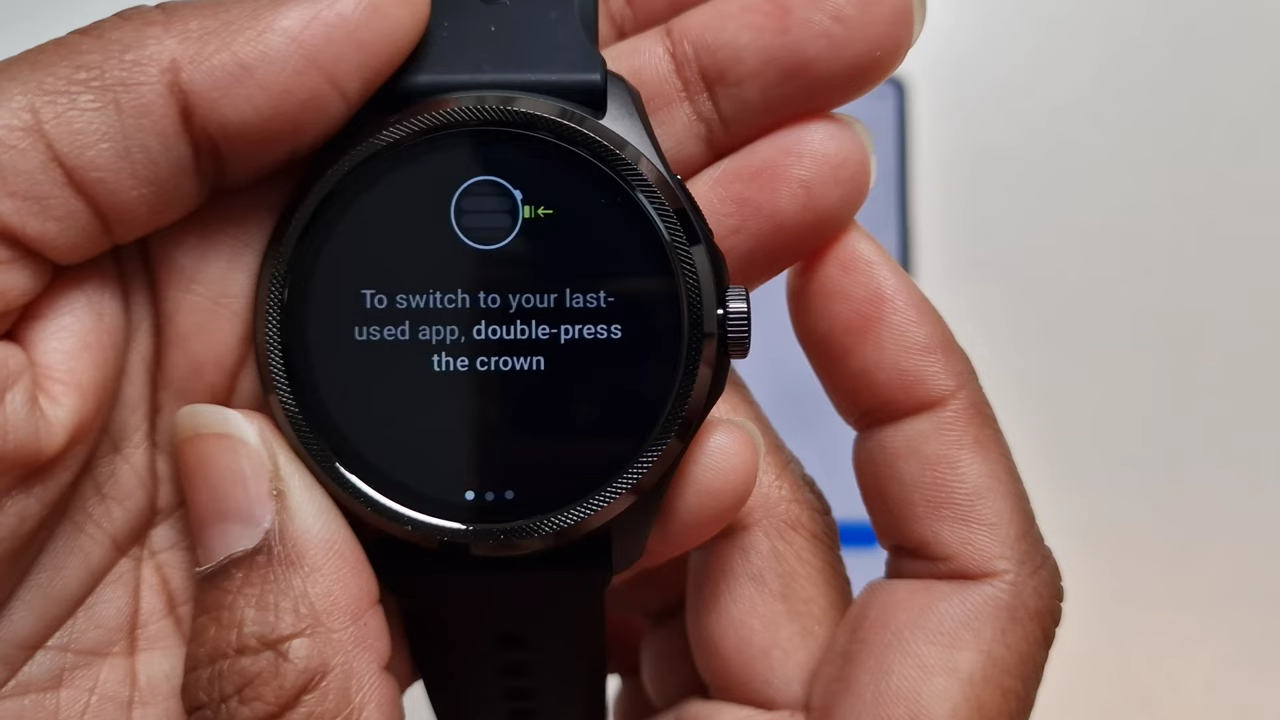 To switch to your last-
used app, double-press
the crown